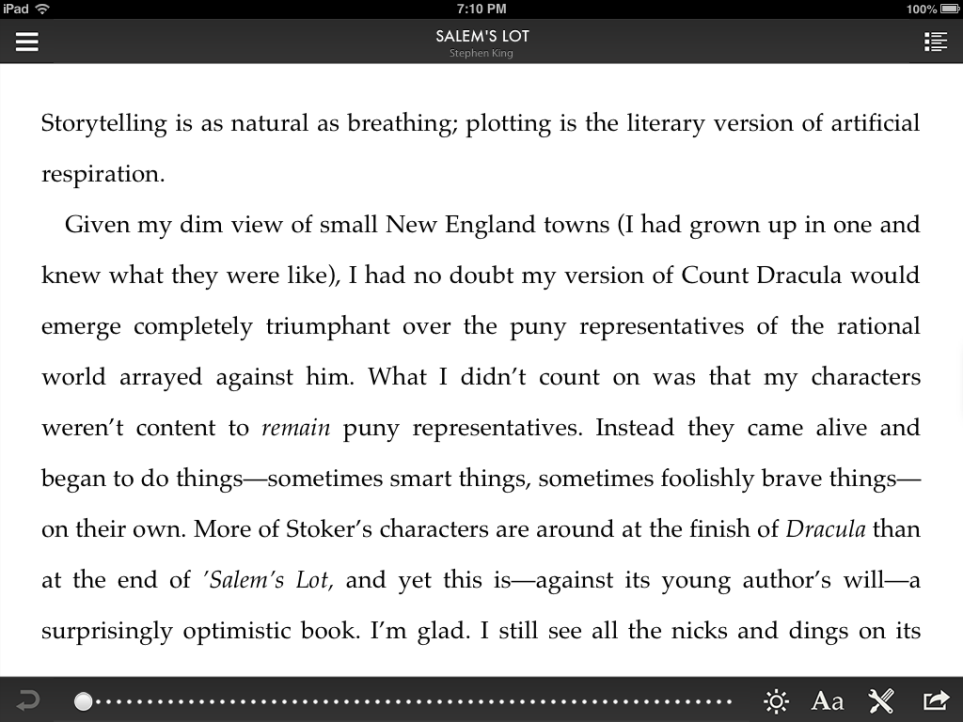 iPad 7:10 PM 100%
SALEM'S LOT
Stephen King
Storytelling is as natural as breathing; plotting is the literary version of artificial
respiration.
Given my dim view of small New England towns (I had grown up in one and
knew what they were like), I had no doubt my version of Count Dracula would
emerge completely triumphant over the puny representatives of the rational
world arrayed against him. What I didn’t count on was that my characters
weren’t content to remain puny representatives. Instead they came alive and
began to do things—sometimes smart things, sometimes foolishly brave things—
on their own. More of Stoker’s characters are around at the finish of Dracula than
at the end of ’Salem’s Lot, and yet this is—against its young author’s will—a
surprisingly optimistic book. I’m glad. I still see all the nicks and dings on its
Aa